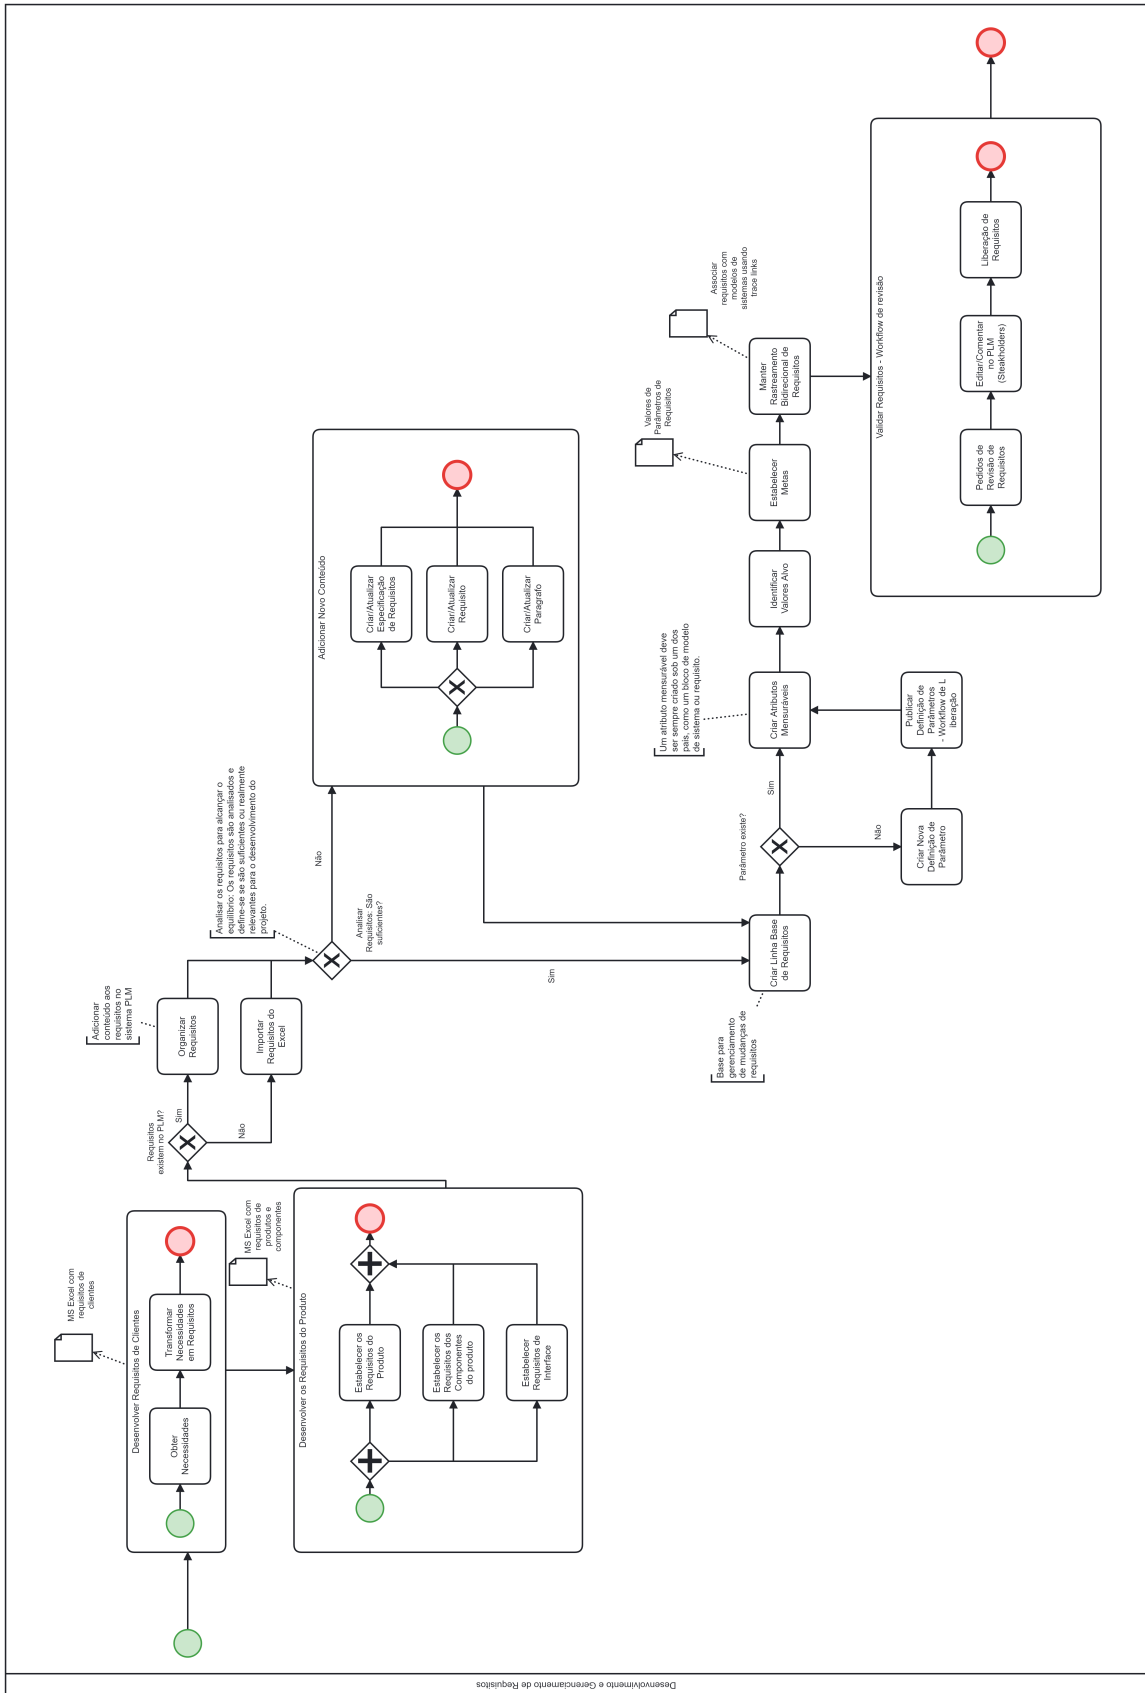 Desenvolvimento e Gerenciamento de Requisitos
MS Excel com
requisitos de
clientes
Desenvolver Requisitos de Clientes
Obter
Necessidades
Transformar
Necessidades
em Requisitos
MS Excel com
requisitos de
produtos e
componentes
Desenvolver os Requisitos do Produto
Estabelecer os
Requisitos do
Produto
Estabelecer os
Requisitos dos
Componentes
do produto
Estabelecer
Requisitos de
Interface
Requisitos
existem no PLM?
Sim
Não
Adicionar
conteúdo aos
requisitos no
sistema PLM
Organizar
Requisitos
Importar
Requisitos do
Excel
Analisar os requisitos para alcançar o
equilíbrio: Os requisitos são analisados e
define-se se são suficientes ou realmente
relevantes para o desenvolvimento do
projeto.
Analisar
Requisitos: São
suficientes?
Não
Sim
Adicionar Novo Conteúdo
Criar/Atualizar
Especificação
de Requisitos
Criar/Atualizar
Requisito
Criar/Atualizar
Paragrafo
Base para
gerenciamento
de mudanças de
requisitos
Criar Linha Base
de Requisitos
Parâmetro existe?
Sim
Não
Criar Nova
Definição de
Parâmetro
Publicar
Definição de
Parâmetros
- Workflow de L
iberação
Um atributo mensurável deve
ser sempre criado sob um dos
pais, como um bloco de modelo
de sistema ou requisito.
Criar Atributos
Mensuráveis
Identificar
Valores Alvo
Estabelecer
Metas
Valores de
Parâmetros de
Requisitos
Manter
Rastreamento
Bidirecional de
Requisitos
Associar
requisitos com
modelos de
sistemas usando
trace links
Validar Requisitos - Workflow de revisão
Pedidos de
Revisão de
Requisitos
Editar/Comentar
no PLM
(Steakholders)
Liberação de
Requisitos